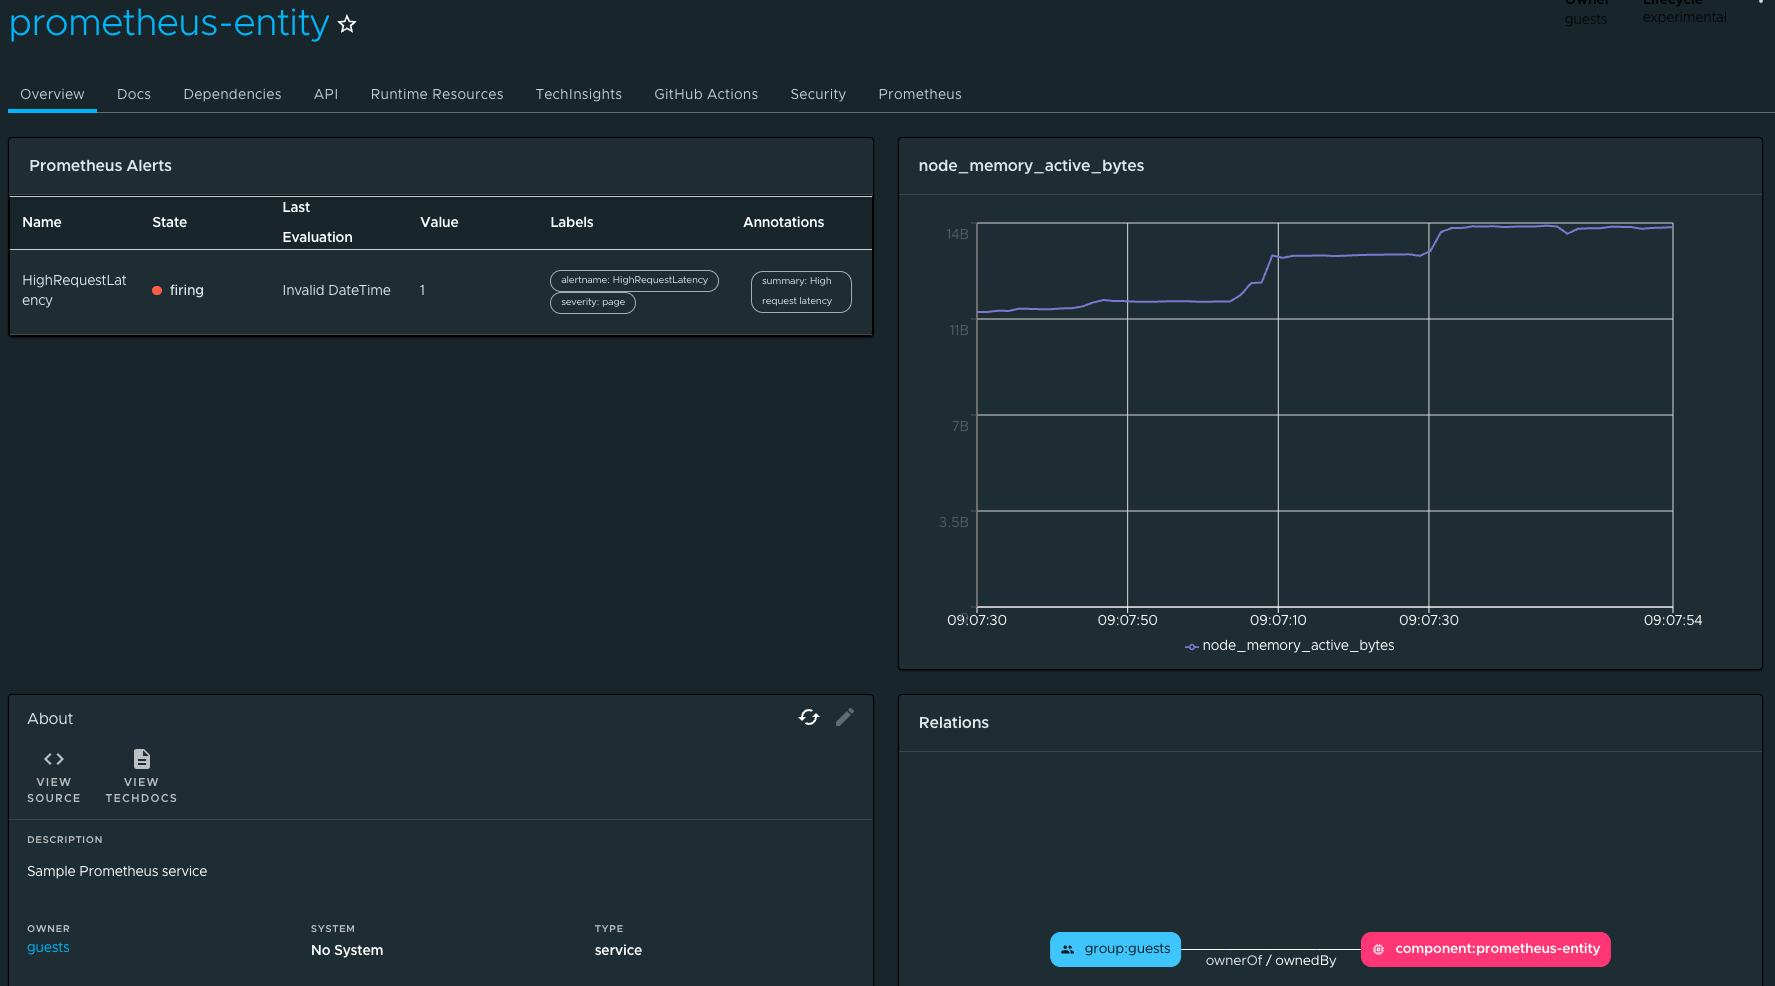 prometheus-entity
Owner
guests
Lifecycle
experimental
Overview Docs Dependencies API Runtime Resources TechInsights GitHub Actions Security Prometheus
Prometheus Alerts
Name State Last Evaluation Value Labels Annotations
HighRequestLat
ency
firing
Invalid DateTime
1
alertname: HighRequestLatency
severity: page
summary: High
request latency
node_memory_active_bytes
14B
11B
7B
3.5B
09:07:30 09:07:50 09:07:10 09:07:30 09:07:54
node_memory_active_bytes
About
VIEW
SOURCE
VIEW
TECHDOCS
DESCRIPTION
Sample Prometheus service
OWNER
guests
SYSTEM
No System
TYPE
service
Relations
group:guests
ownerOf / ownedBy
component:prometheus-entity